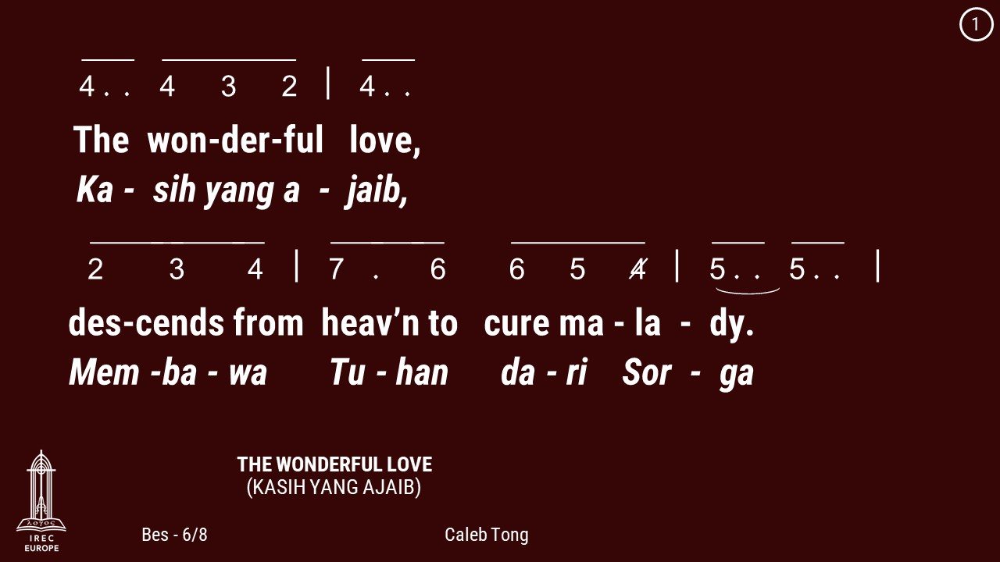 1
4 . . 4 3 2 | 4 . .
The won-der-ful love,
Ka - sih yang a - jaib,
2 3 4 | 7 . 6 6 5 4̸ | 5 . . 5 . . |
des-cends from heav’n to cure ma - la - dy.
Mem -ba - wa Tu - han da - ri Sor - ga
THE WONDERFUL LOVE
(KASIH YANG AJAIB)
λογος
IREC
EUROPE
Bes - 6/8
Caleb Tong